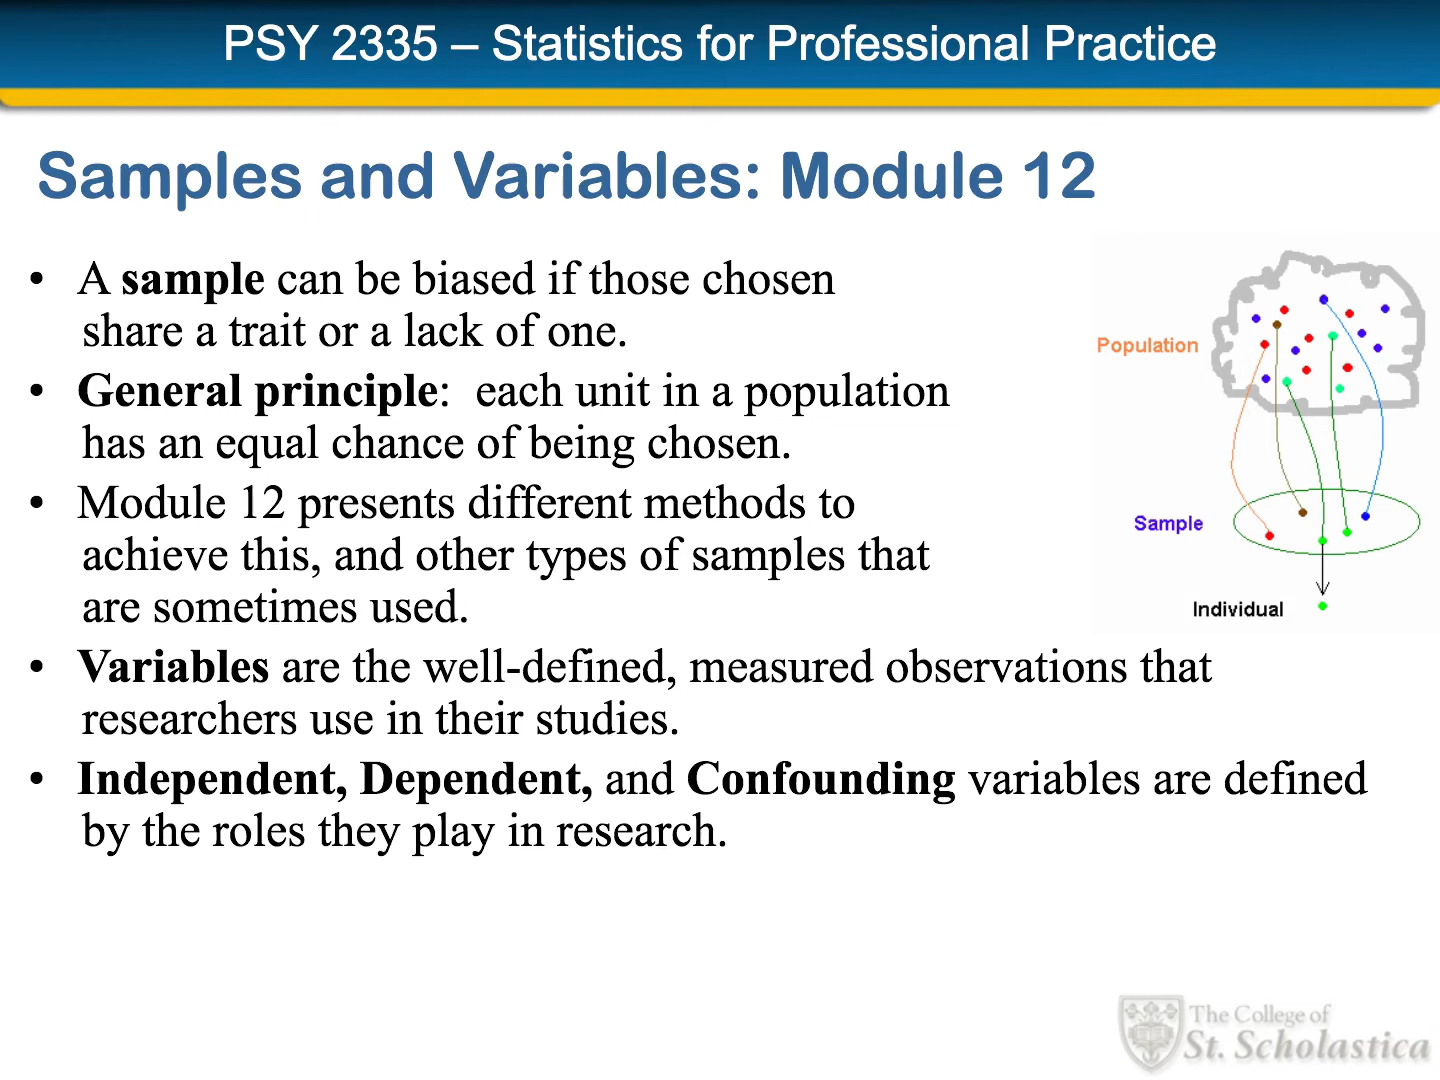 PSY 2335 – Statistics for Professional Practice
Samples and Variables: Module 12
• A sample can be biased if those chosen
share a trait or a lack of one.
• General principle:  each unit in a population
has an equal chance of being chosen.
• Module 12 presents different methods to
achieve this, and other types of samples that
are sometimes used.
• Variables are the well-defined, measured observations that
researchers use in their studies.
• Independent, Dependent, and Confounding variables are defined
by the roles they play in research.
Population
Sample
Individual
The College of
St. Scholastica